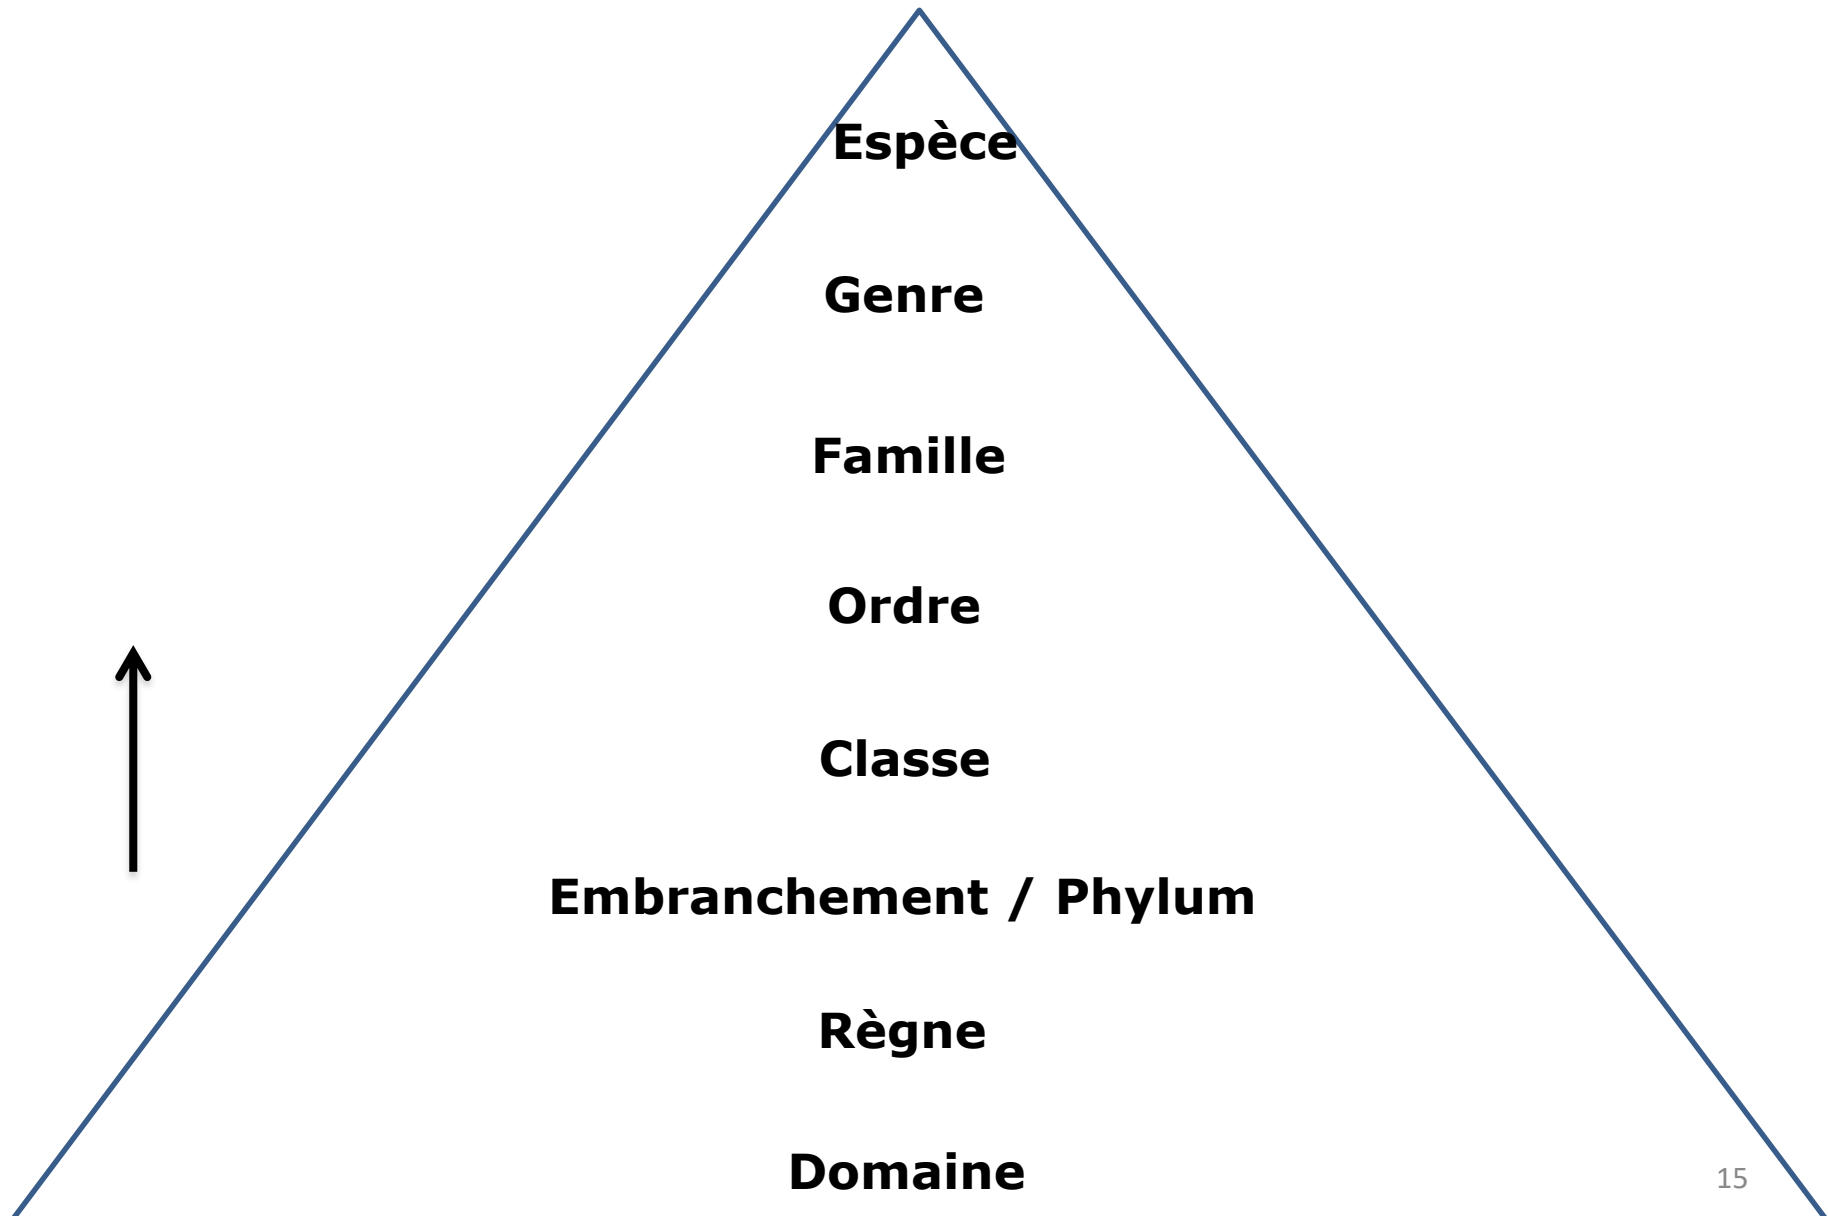 Espèce
Genre
Famille
Ordre
Classe
Embranchement / Phylum
Règne
Domaine
15